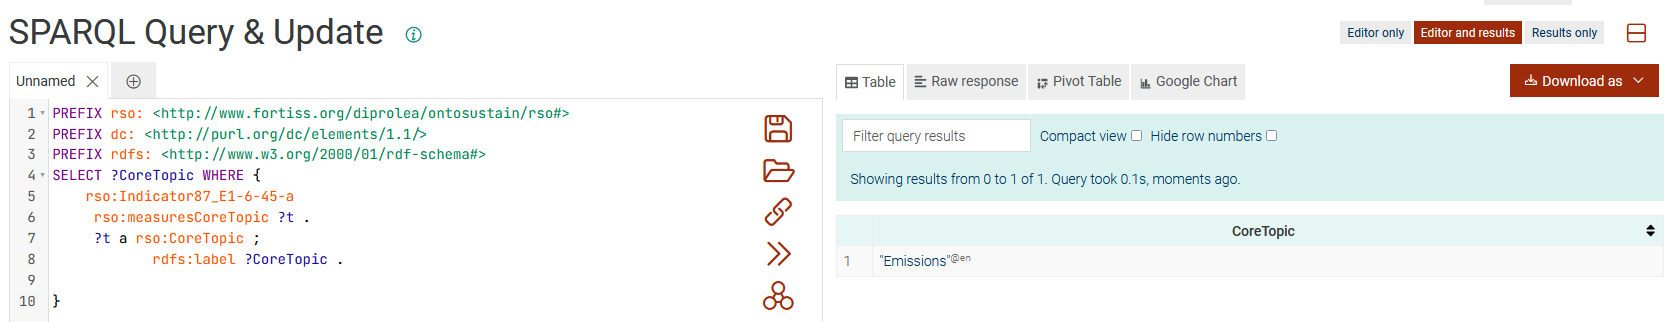 SPARQL Query & Update
Editor only
Editor and results
Results only
Unnamed
1 PREFIX rso: <http://www.fortiss.org/diprolea/ontosustain/rso#>
2 PREFIX dc: <http://purl.org/dc/elements/1.1/>
3 PREFIX rdfs: <http://www.w3.org/2000/01/rdf-schema#>
4 SELECT ?CoreTopic WHERE {
5 rso:Indicator87_E1-6-45-a
6 rso:measuresCoreTopic ?t .
7 ?t a rso:CoreTopic ;
8 rdfs:label ?CoreTopic .
9
10 }
Table
Raw response
Pivot Table
Google Chart
Download as
Filter query results
Compact view
Hide row numbers
Showing results from 0 to 1 of 1. Query took 0.1s, moments ago.
CoreTopic
1 "Emissions"@en